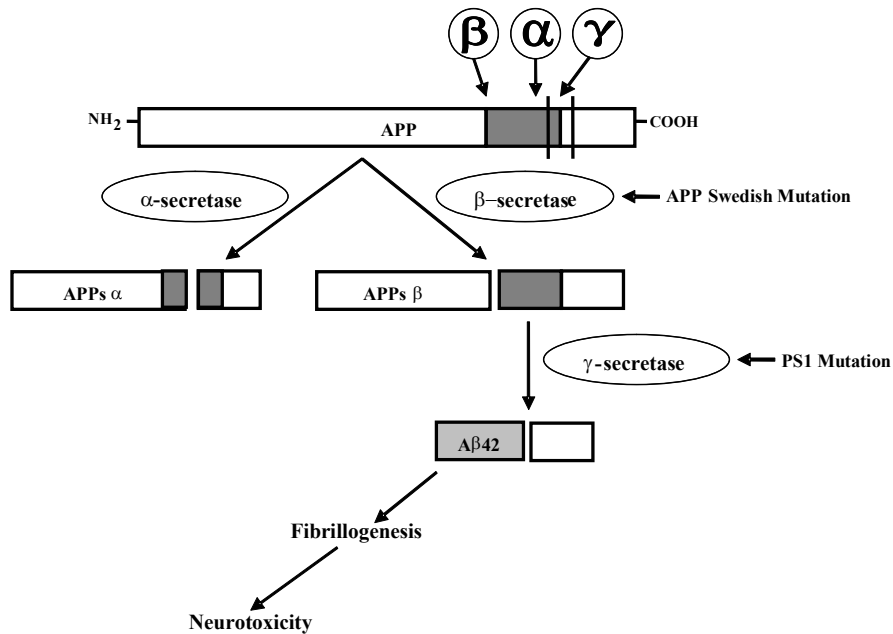 β α γ
NH2 APP COOH
α-secretase β-secretase APP Swedish Mutation
APPs α APPs β
γ-secretase PS1 Mutation
Aβ42
Fibrillogenesis
Neurotoxicity